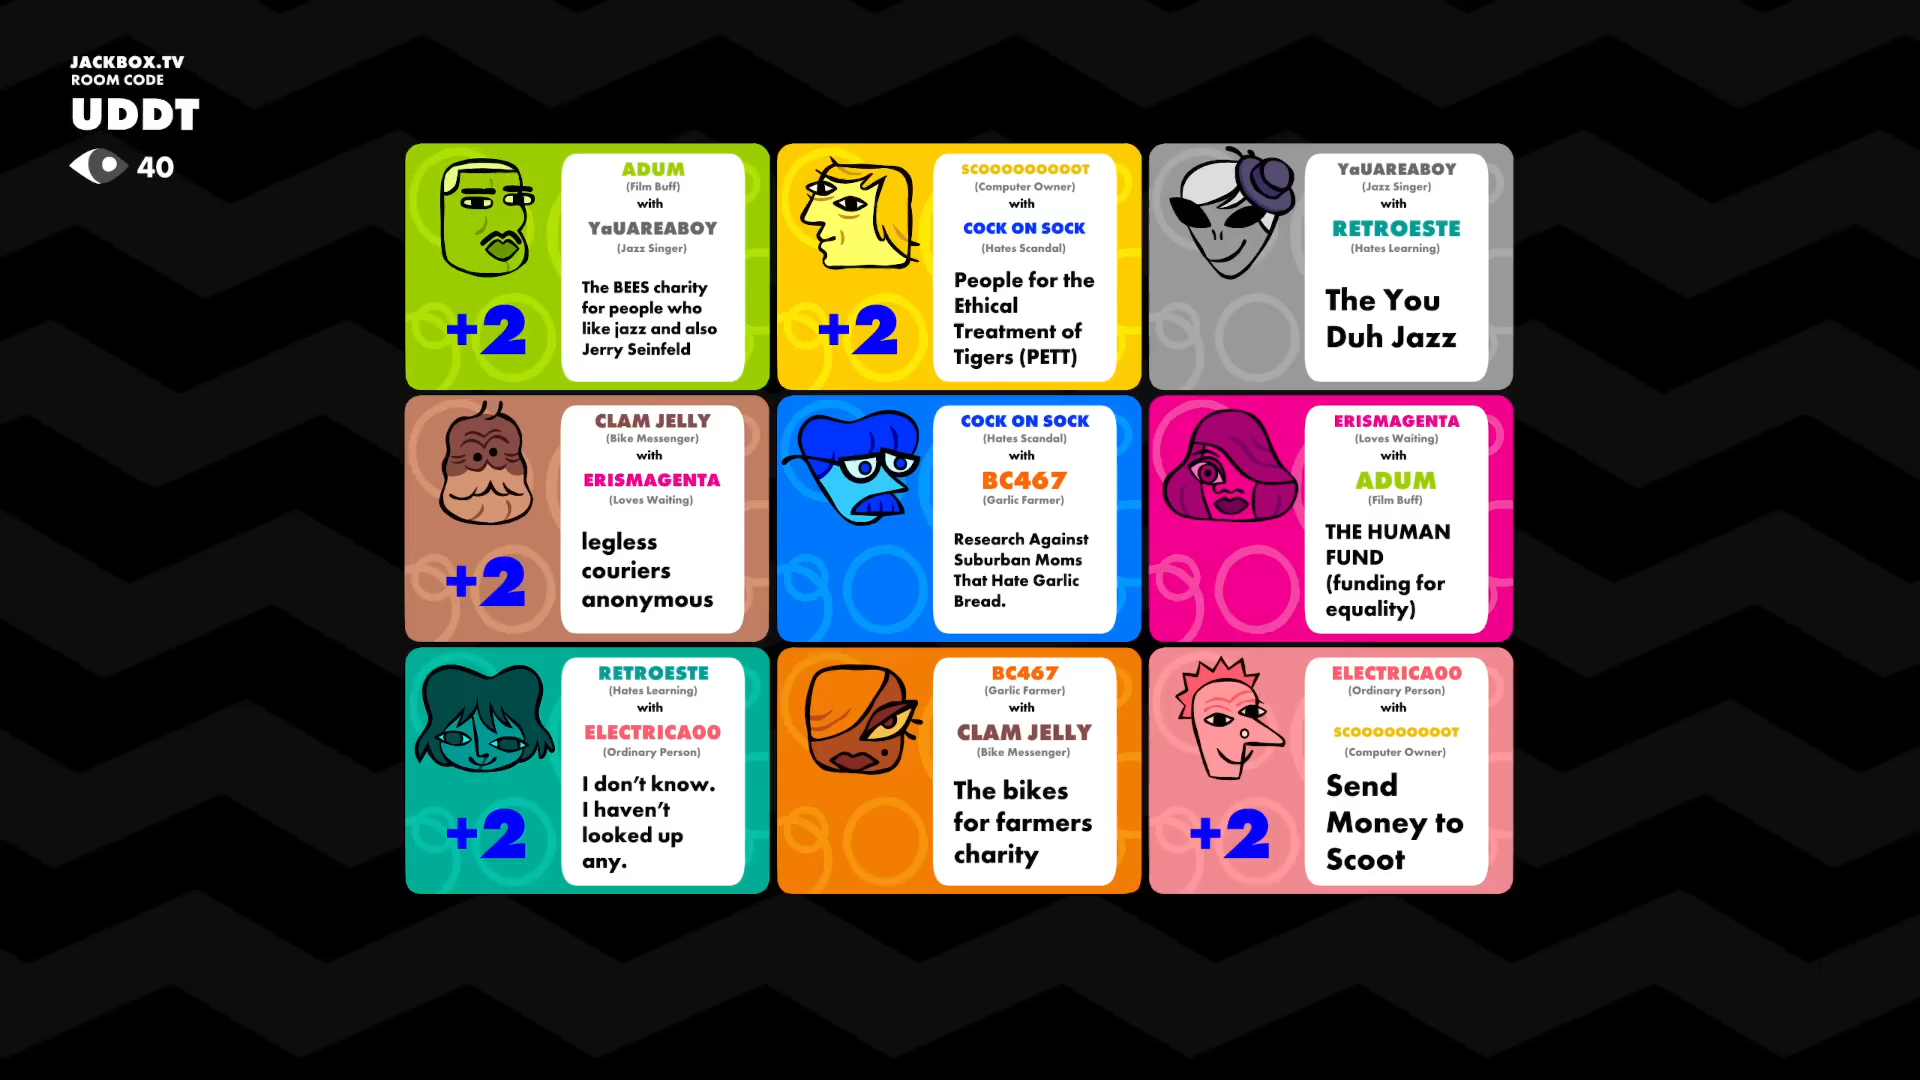 JACKBOX.TV
ROOM CODE
UDDT
40
ADUM
(Film Buff)
with
YaUAREABOY
(Jazz Singer)
The BEES charity
for people who
like jazz and also
Jerry Seinfeld
+2
SCOOOOOOOOOT
(Computer Owner)
with
COCK ON SOCK
(Hates Scandal)
People for the
Ethical
Treatment of
Tigers (PETT)
+2
YaUAREABOY
(Jazz Singer)
with
RETROESTE
(Hates Learning)
The You
Duh Jazz
CLAM JELLY
(Bike Messenger)
with
ERISMAGENTA
(Loves Waiting)
legless
couriers
anonymous
+2
COCK ON SOCK
(Hates Scandal)
with
BC467
(Garlic Farmer)
Research Against
Suburban Moms
That Hate Garlic
Bread.
ERISMAGENTA
(Loves Waiting)
with
ADUM
(Film Buff)
THE HUMAN
FUND
(funding for
equality)
RETROESTE
(Hates Learning)
with
ELECTRICA00
(Ordinary Person)
I don't know.
I haven't
looked up
any.
+2
BC467
(Garlic Farmer)
with
CLAM JELLY
(Bike Messenger)
The bikes
for farmers
charity
ELECTRICA00
(Ordinary Person)
with
SCOOOOOOOOOT
(Computer Owner)
Send
Money to
Scoot
+2